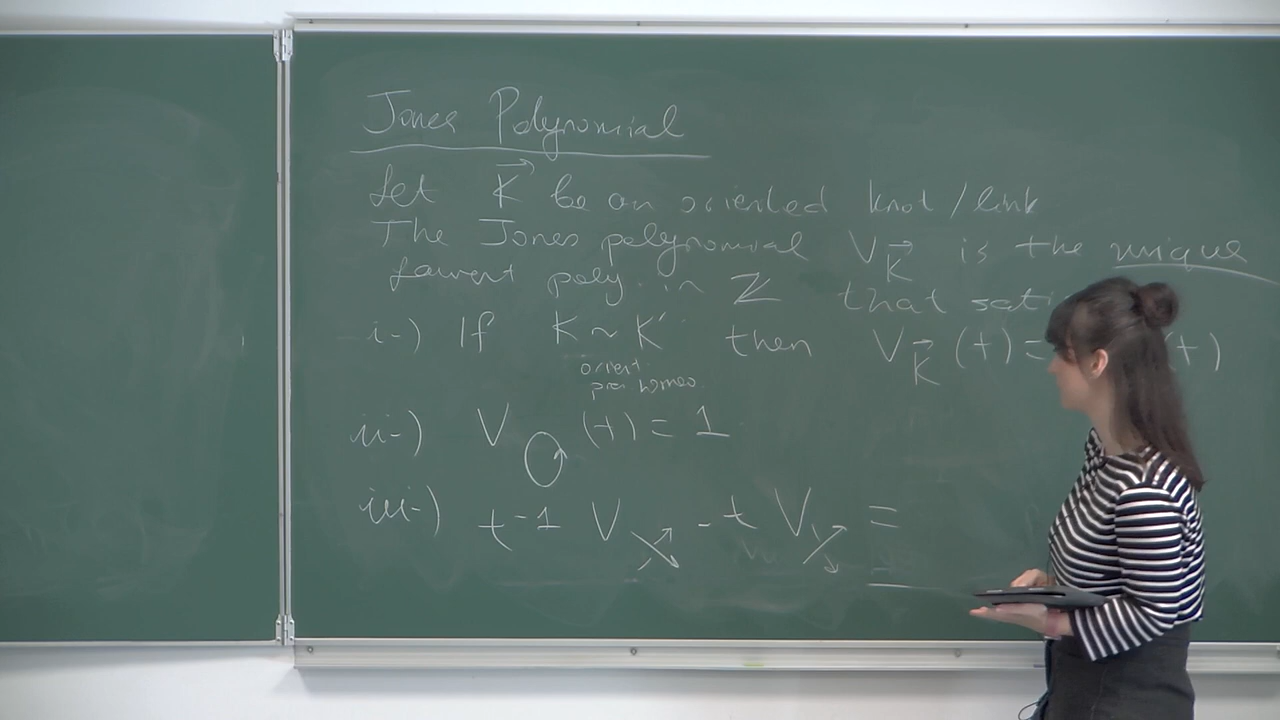 Jones Polynomial
Let K⃗ be an oriented knot/link
The Jones polynomial V_K⃗ is the unique
Laurent poly. in Z that sati
i-) If K ~ K' then V_K⃗ (t) = (t)
orient
pre homeo.
ii-) V_O (t) = 1
iii-) t^-1 V - t V =